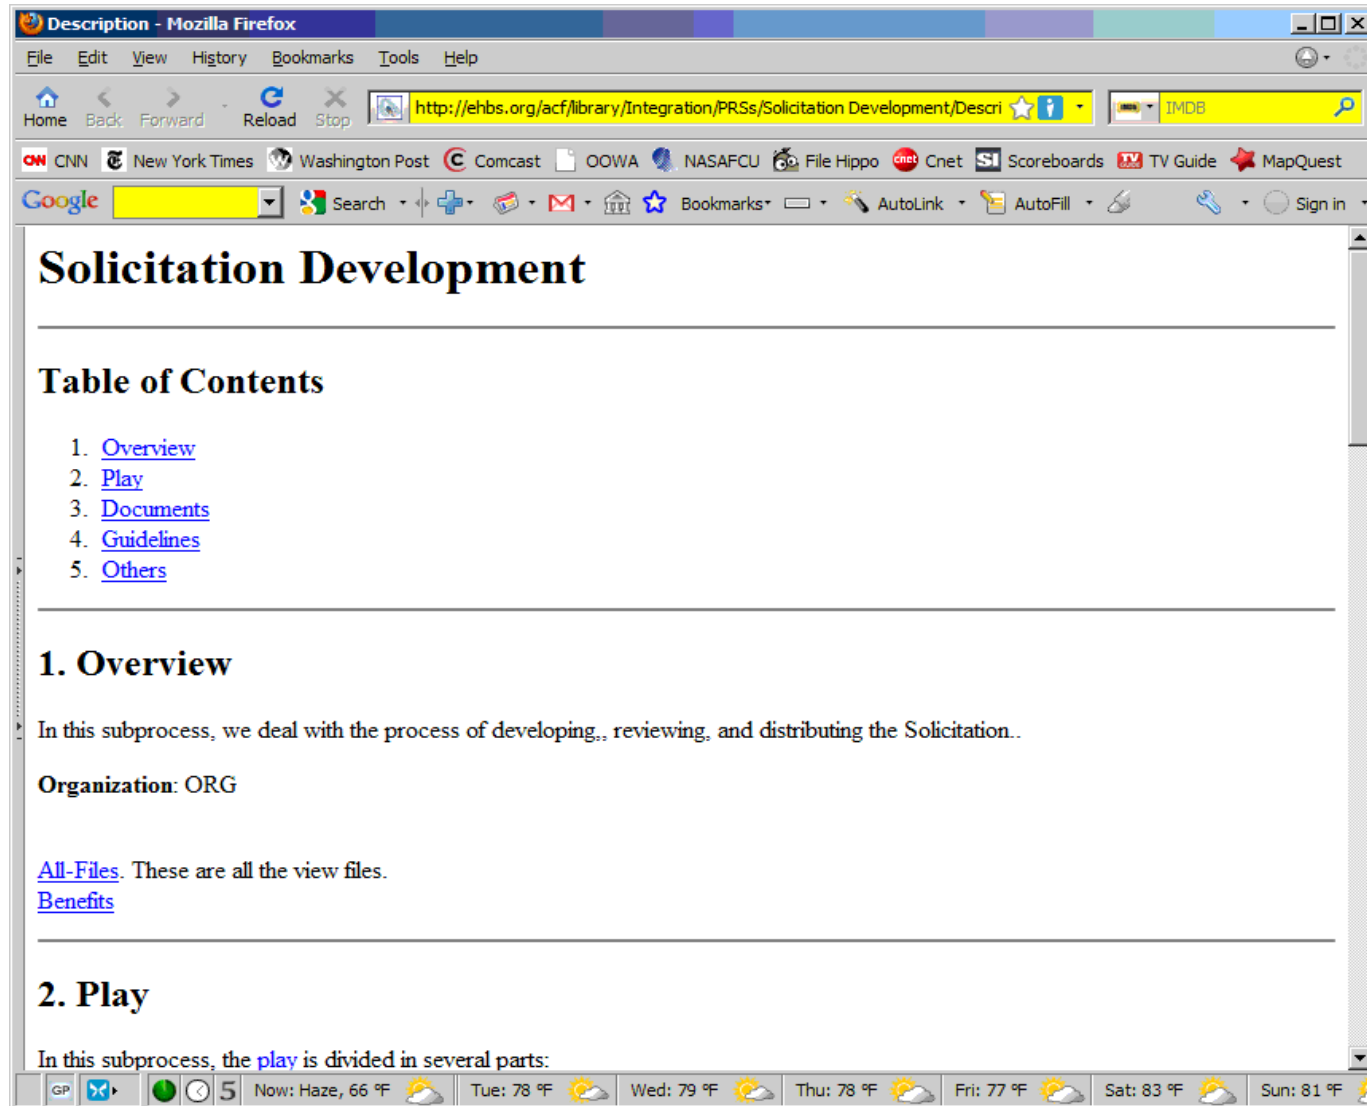 Description - Mozilla Firefox
File Edit View History Bookmarks Tools Help
Home Back Forward Reload Stop http://ehbs.org/acf/library/Integration/PRSs/Solicitation Development/Descri IMDB
CNN CNN New York Times Washington Post Comcast OOWA NASAFCU File Hippo cnet Cnet SI Scoreboards TV Guide MapQuest
Google Search Bookmarks AutoLink AutoFill Sign in
Solicitation Development
Table of Contents
1. Overview
2. Play
3. Documents
4. Guidelines
5. Others
1. Overview
In this subprocess, we deal with the process of developing,, reviewing, and distributing the Solicitation..
Organization: ORG
All-Files. These are all the view files.
Benefits
2. Play
In this subprocess, the play is divided in several parts:
GP 5 Now: Haze, 66 °F Tue: 78 °F Wed: 79 °F Thu: 78 °F Fri: 77 °F Sat: 83 °F Sun: 81 °F